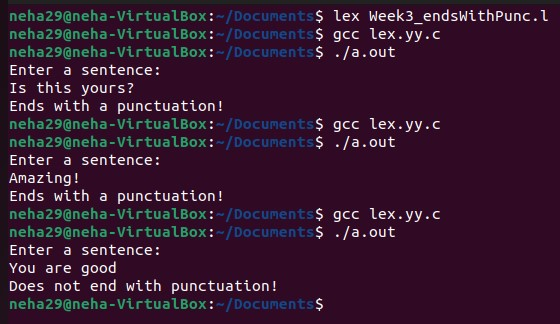 neha29@neha-VirtualBox:~/Documents$ lex Week3_endsWithPunc.l
neha29@neha-VirtualBox:~/Documents$ gcc lex.yy.c
neha29@neha-VirtualBox:~/Documents$ ./a.out
Enter a sentence:
Is this yours?
Ends with a punctuation!
neha29@neha-VirtualBox:~/Documents$ gcc lex.yy.c
neha29@neha-VirtualBox:~/Documents$ ./a.out
Enter a sentence:
Amazing!
Ends with a punctuation!
neha29@neha-VirtualBox:~/Documents$ gcc lex.yy.c
neha29@neha-VirtualBox:~/Documents$ ./a.out
Enter a sentence:
You are good
Does not end with punctuation!
neha29@neha-VirtualBox:~/Documents$